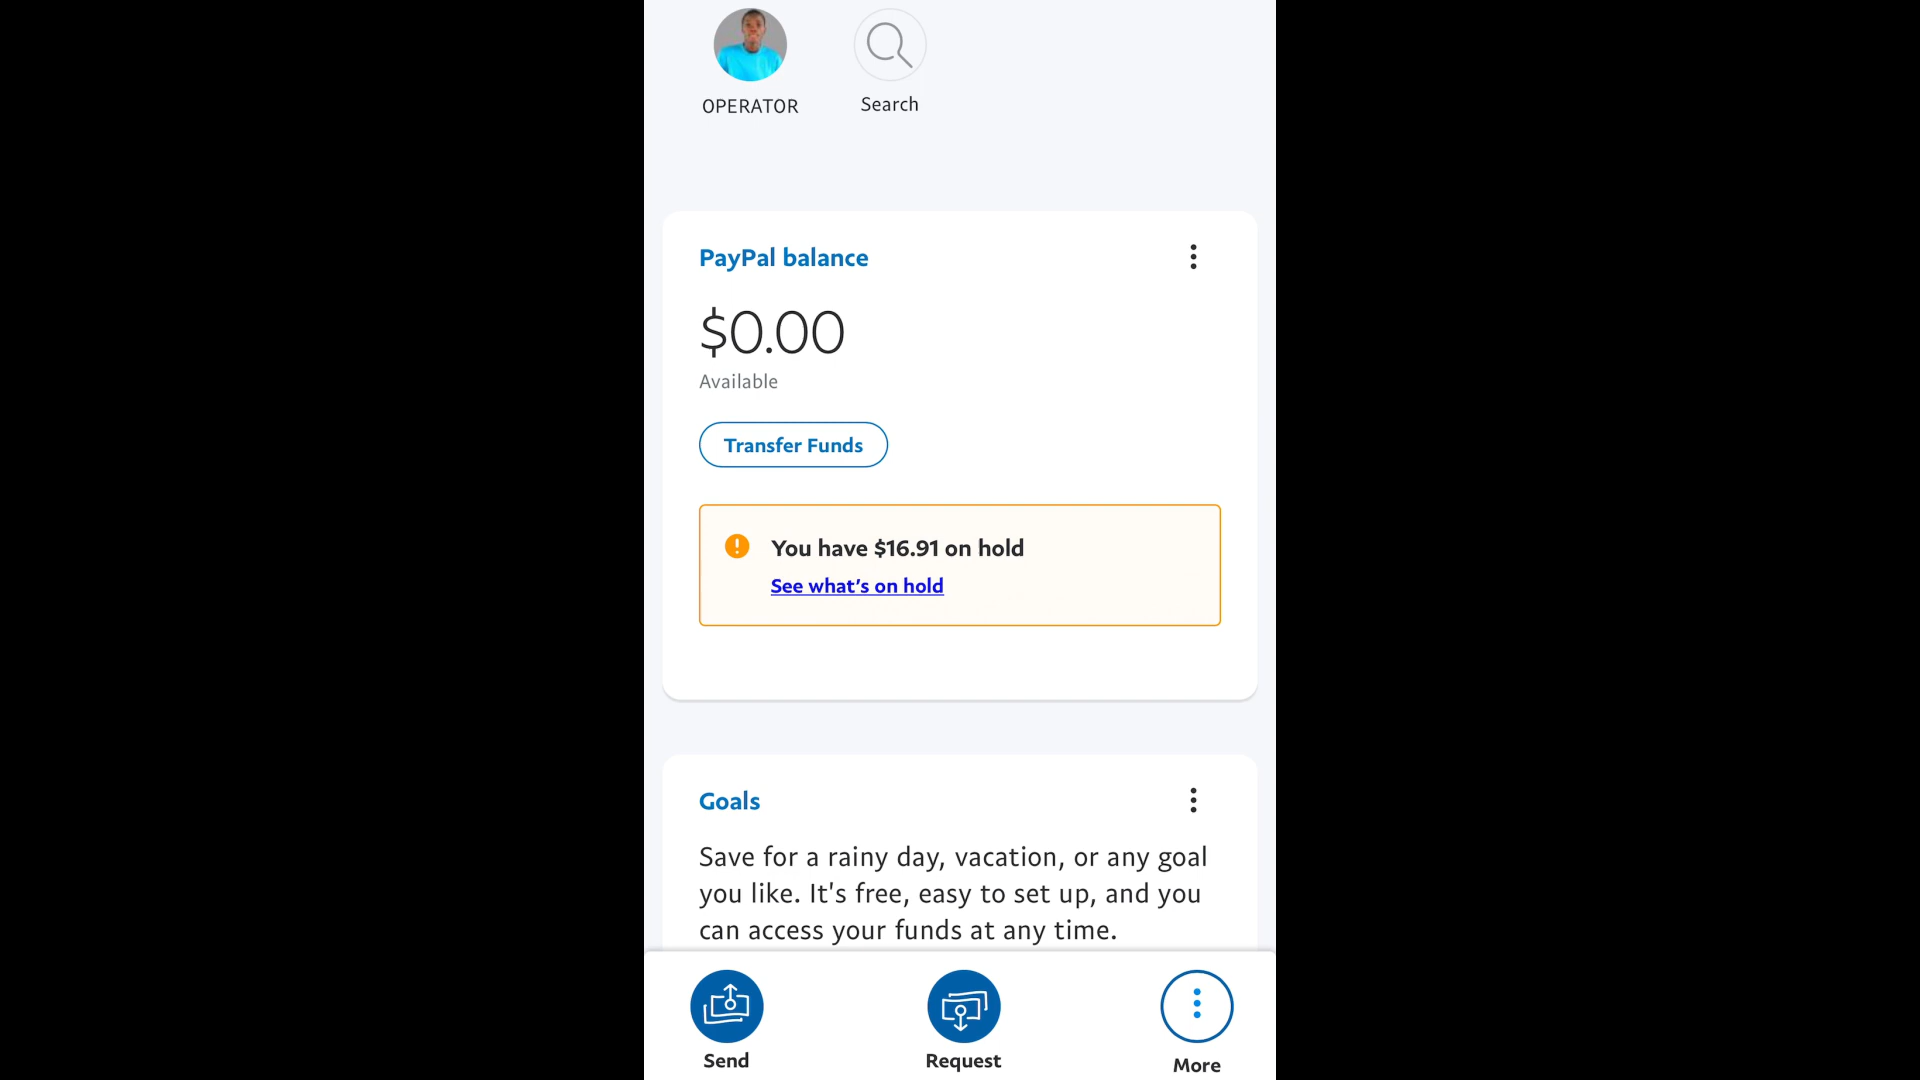 OPERATOR
Search
PayPal balance
$0.00
Available
Transfer Funds
You have $16.91 on hold
See what's on hold
Goals
Save for a rainy day, vacation, or any goal
you like. It's free, easy to set up, and you
can access your funds at any time.
Send
Request
More